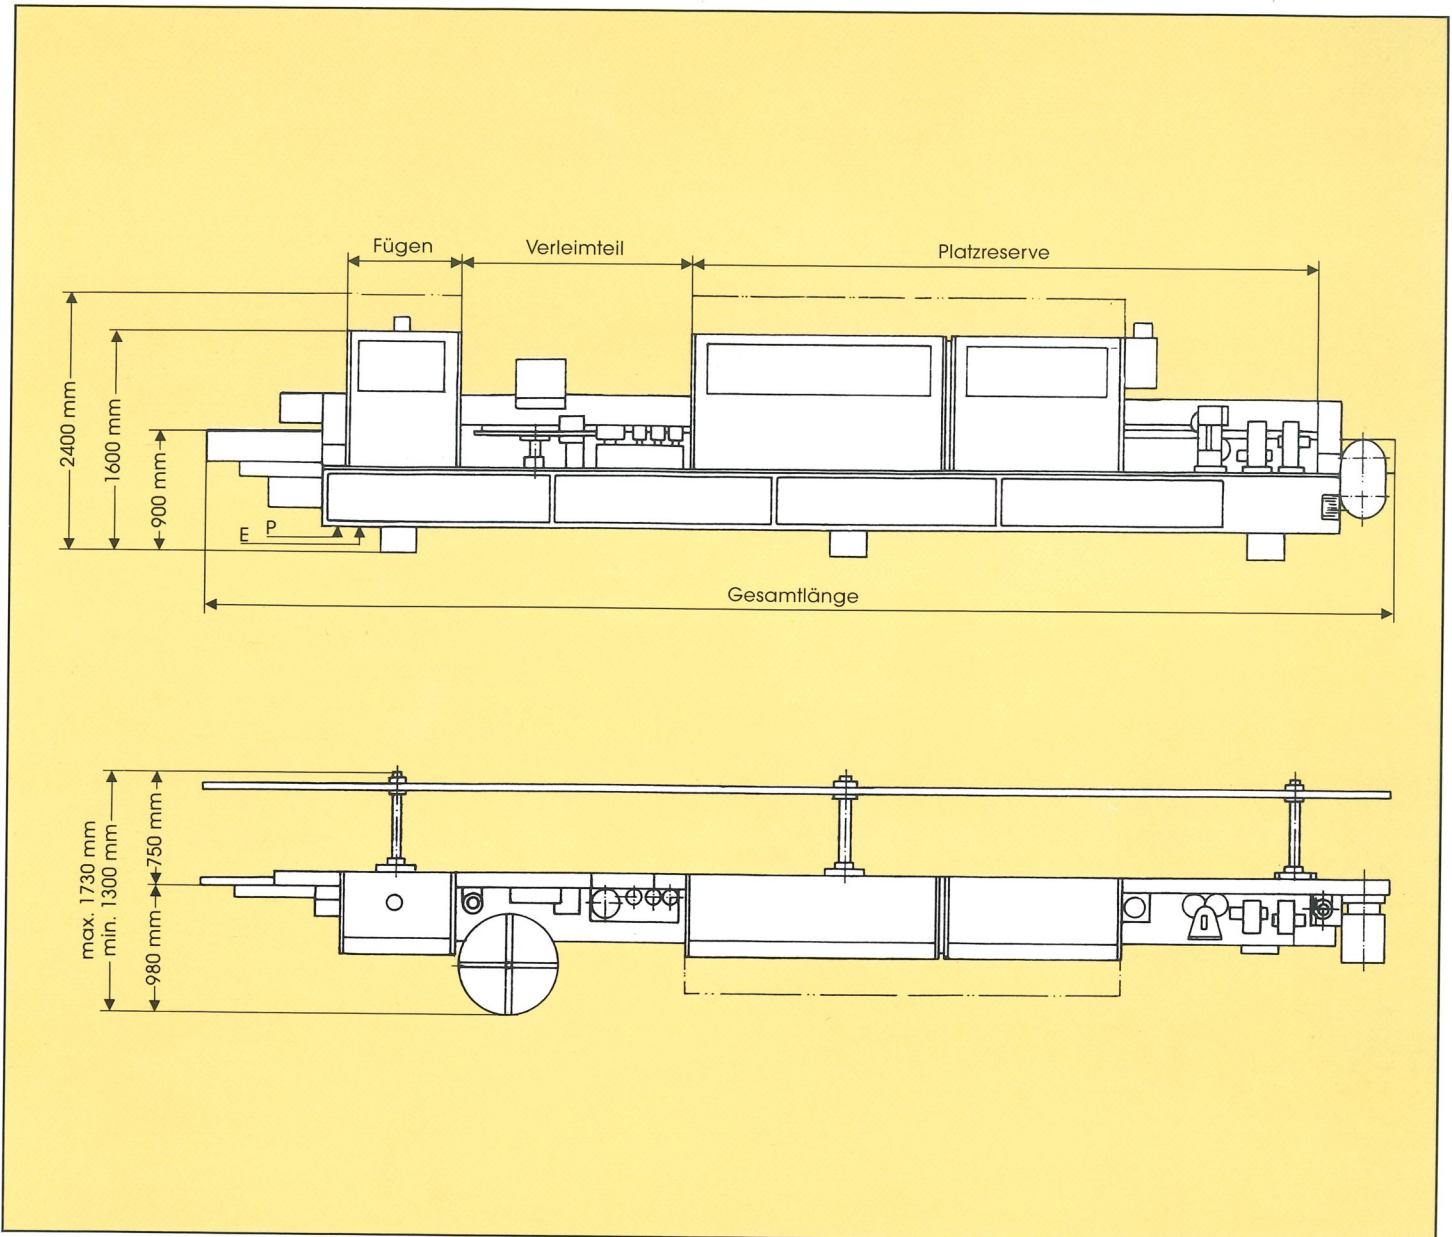 Fügen
Verleimteil
Platzreserve
2400 mm
1600 mm
900 mm
E
P
Gesamtlänge
max. 1730 mm
min. 1300 mm
750 mm
980 mm